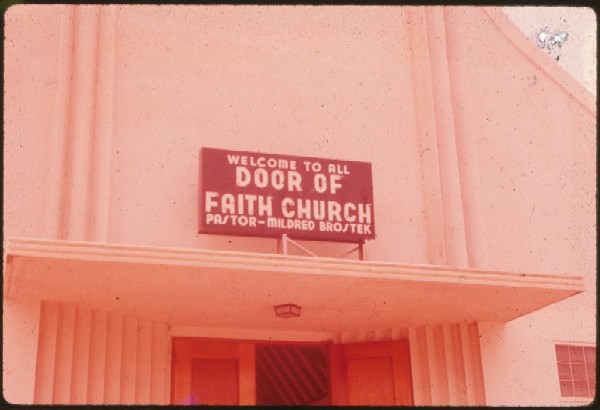 WELCOME TO ALL
DOOR OF
FAITH CHURCH
PASTOR-MILDRED BROSTEK